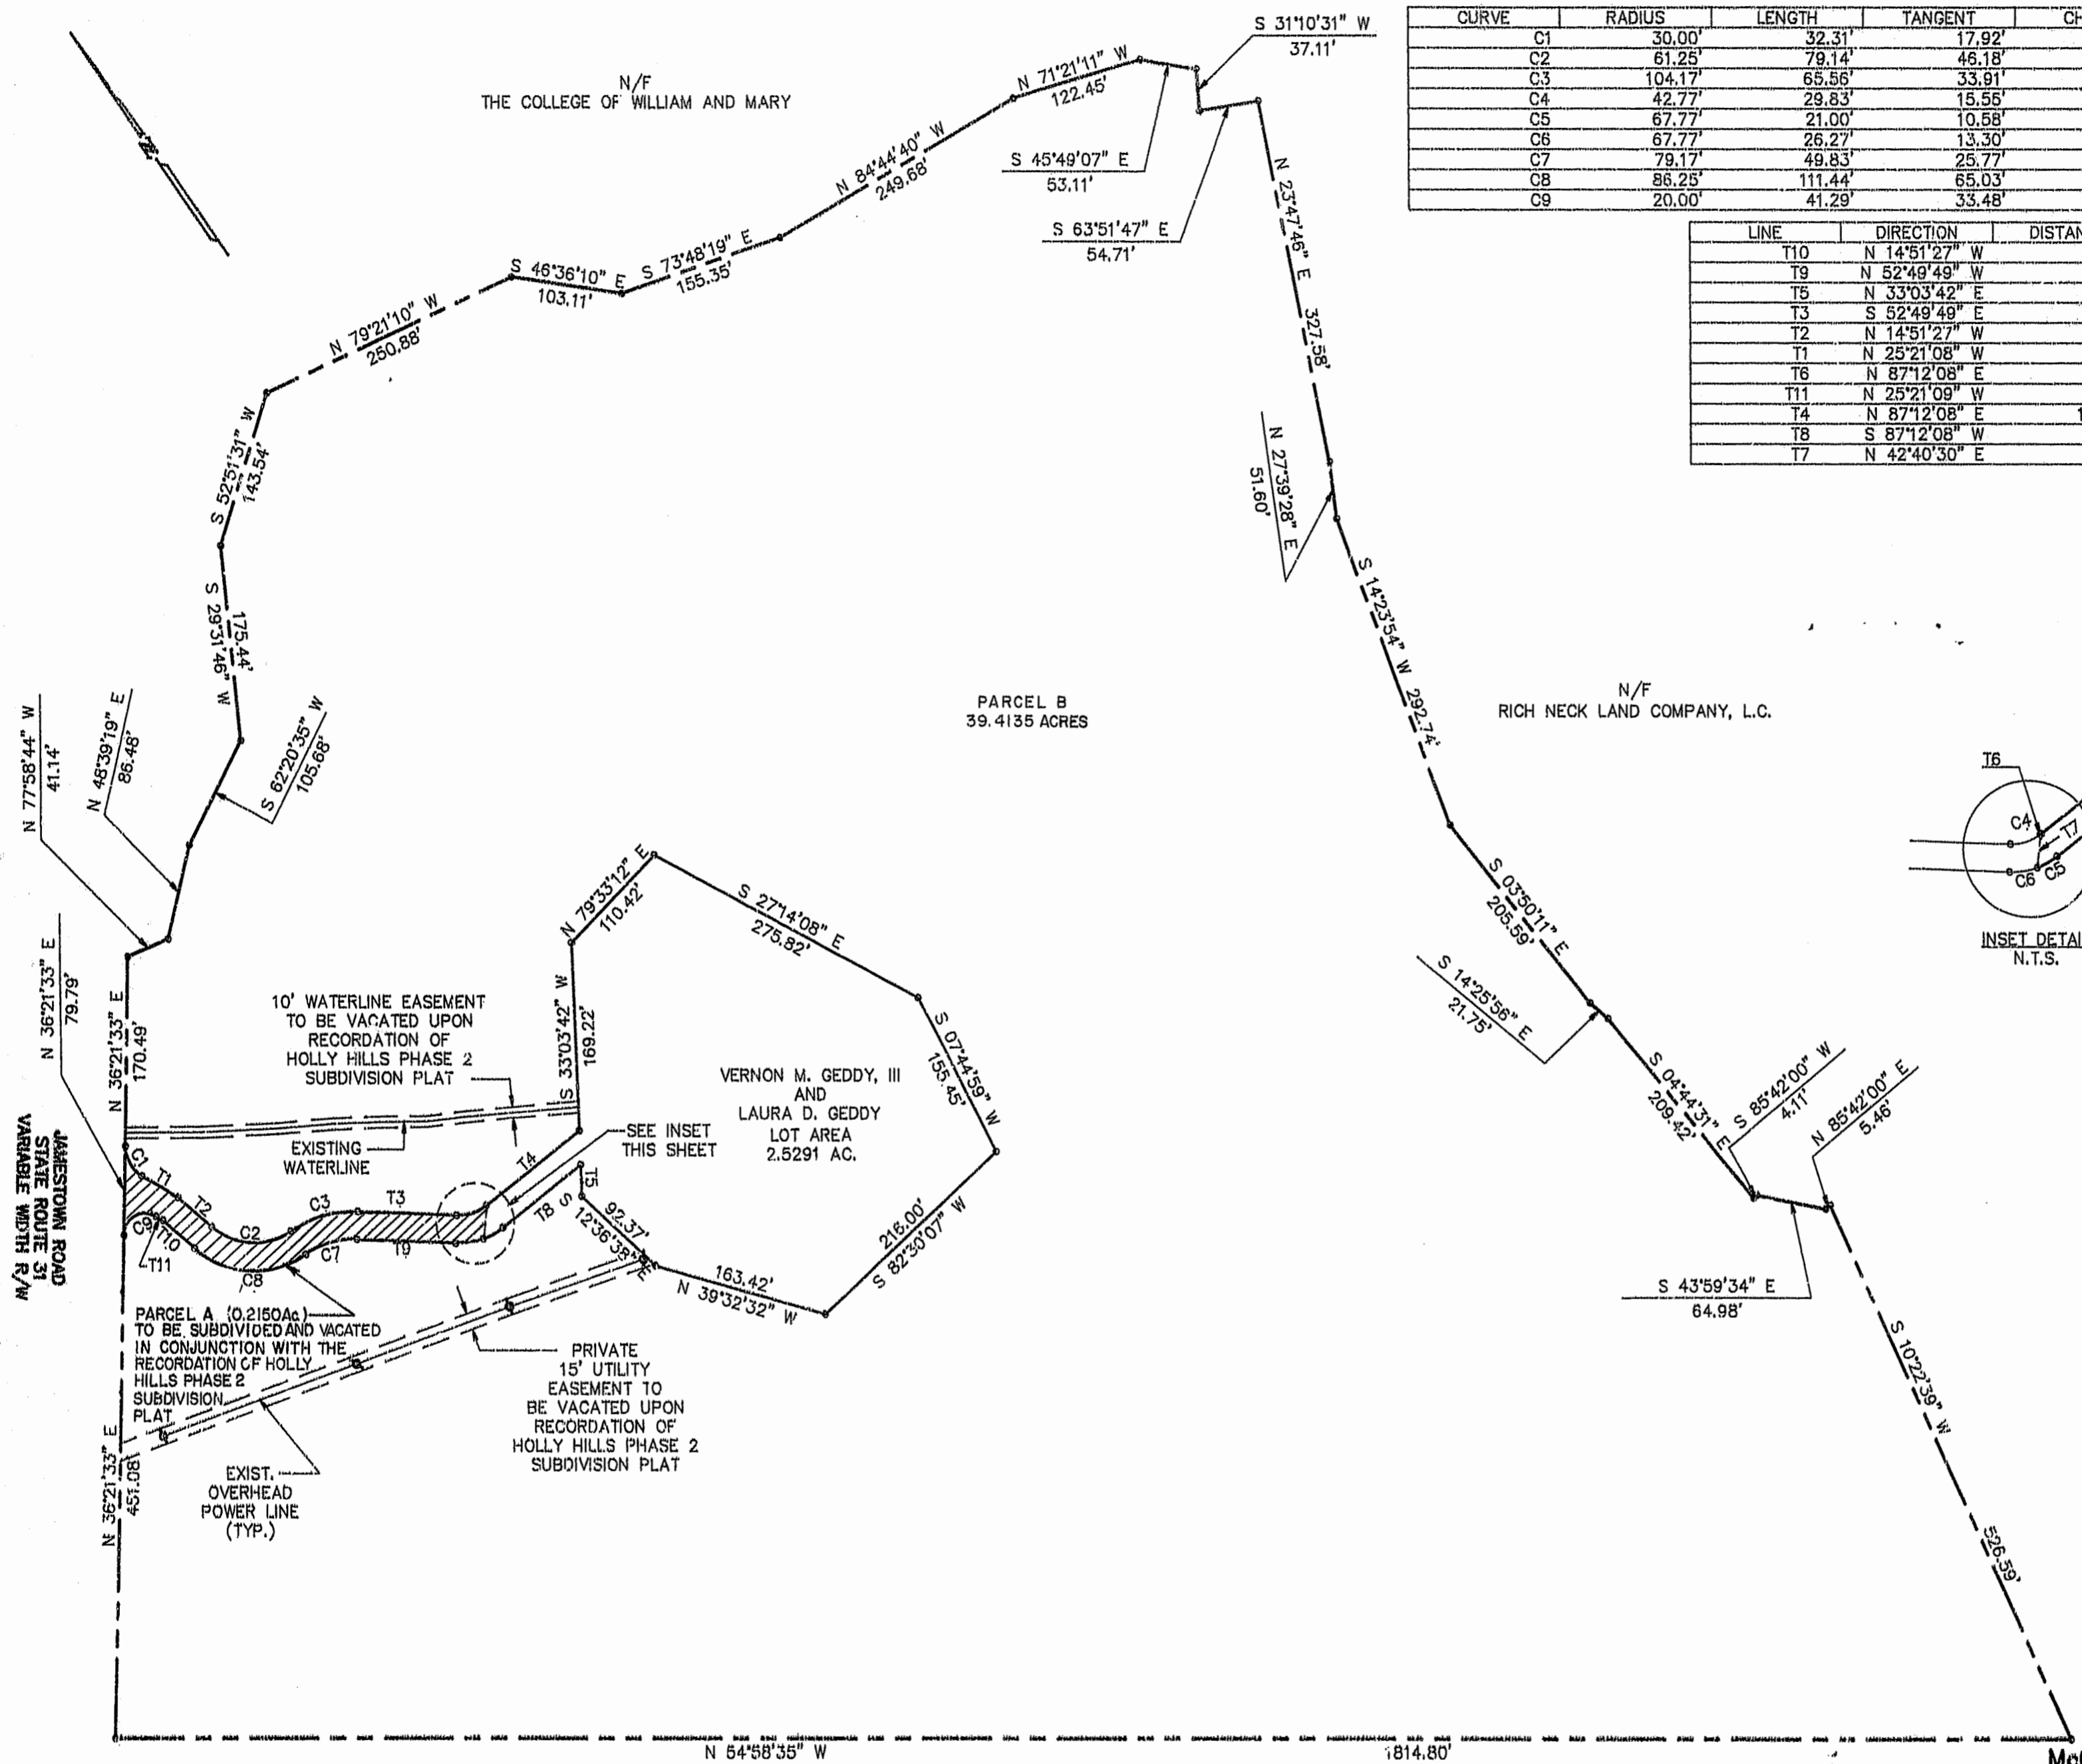 N/F
THE COLLEGE OF WILLIAM AND MARY
S 31°10'31" W
37.11'
N 71°21'11" W
122.45'
N 84°44'40" W
249.68'
S 45°49'07" E
53.11'
S 63°51'47" E
54.71'
S 46°36'10" E
103.11'
S 73°48'19" E
155.35'
N 79°21'10" W
250.88'
N 23°47'46" E 327.58'
CURVE RADIUS LENGTH TANGENT
C1 30.00' 32.31' 17.92'
C2 61.25' 79.14' 46.18'
C3 104.17' 65.56' 33.91'
C4 42.77' 29.83' 15.55'
C5 67.77' 21.00' 10.58'
C6 67.77' 26.27' 13.30'
C7 79.17' 49.83' 25.77'
C8 86.25' 111.44' 65.03'
C9 20.00' 41.29' 33.48'
LINE DIRECTION DISTAN
T10 N 14°51'27" W
T9 N 52°49'49" W
T5 N 33°03'42" E
T3 S 52°49'49" E
T2 N 14°51'27" W
T1 N 25°21'08" W
T6 N 87°12'08" E
T11 N 25°21'09" W
T4 N 87°12'08" E 1
T8 S 87°12'08" W
T7 N 42°40'30" E
S 52°51'31" W
143.54'
N 27°39'28" E
51.60'
S 29°31'46" W
175.44'
S 14°23'54" W 292.74'
N 77°58'44" W
41.14'
N 48°39'19" E
86.48'
S 62°20'35" W
105.68'
PARCEL B
39.4135 ACRES
N/F
RICH NECK LAND COMPANY, L.C.
T6
C4
T7
C6
C5
INSET DETAI
N.T.S.
N 36°21'33" E
79.79'
N 36°21'33" E
170.49'
N 79°33'12" E
110.42'
S 27°14'08" E
275.82'
S 03°50'11" E
205.59'
S 14°25'56" E
21.75'
10' WATERLINE EASEMENT
TO BE VACATED UPON
RECORDATION OF
HOLLY HILLS PHASE 2
SUBDIVISION PLAT
S 33°03'42" W
169.22'
S 07°44'59" W
155.45'
VERNON M. GEDDY, III
AND
LAURA D. GEDDY
LOT AREA
2.5291 AC.
S 04°44'31" E
209.42'
S 85°42'00" W
4.11'
N 85°42'00" E
5.46'
EXISTING
WATERLINE
SEE INSET
THIS SHEET
JAMESTOWN ROAD
STATE ROUTE 31
VARIABLE WIDTH R/W
C1
T1
T2
C2
C3
T3
T4
T5
T8
C9
T10
T11
C8
C7
T9
S 12°36'38" E
92.37'
163.42'
N 39°32'32" W
216.00'
S 82°30'07" W
S 43°59'34" E
64.98'
PARCEL A (0.2150Ac)
TO BE SUBDIVIDED AND VACATED
IN CONJUNCTION WITH THE
RECORDATION OF HOLLY
HILLS PHASE 2
SUBDIVISION
PLAT
PRIVATE
15' UTILITY
EASEMENT TO
BE VACATED UPON
RECORDATION OF
HOLLY HILLS PHASE 2
SUBDIVISION PLAT
S 10°22'39" W
526.59'
N 36°21'33" E
451.08'
EXIST.
OVERHEAD
POWER LINE
(TYP.)
N 54°58'35" W 1814.80'